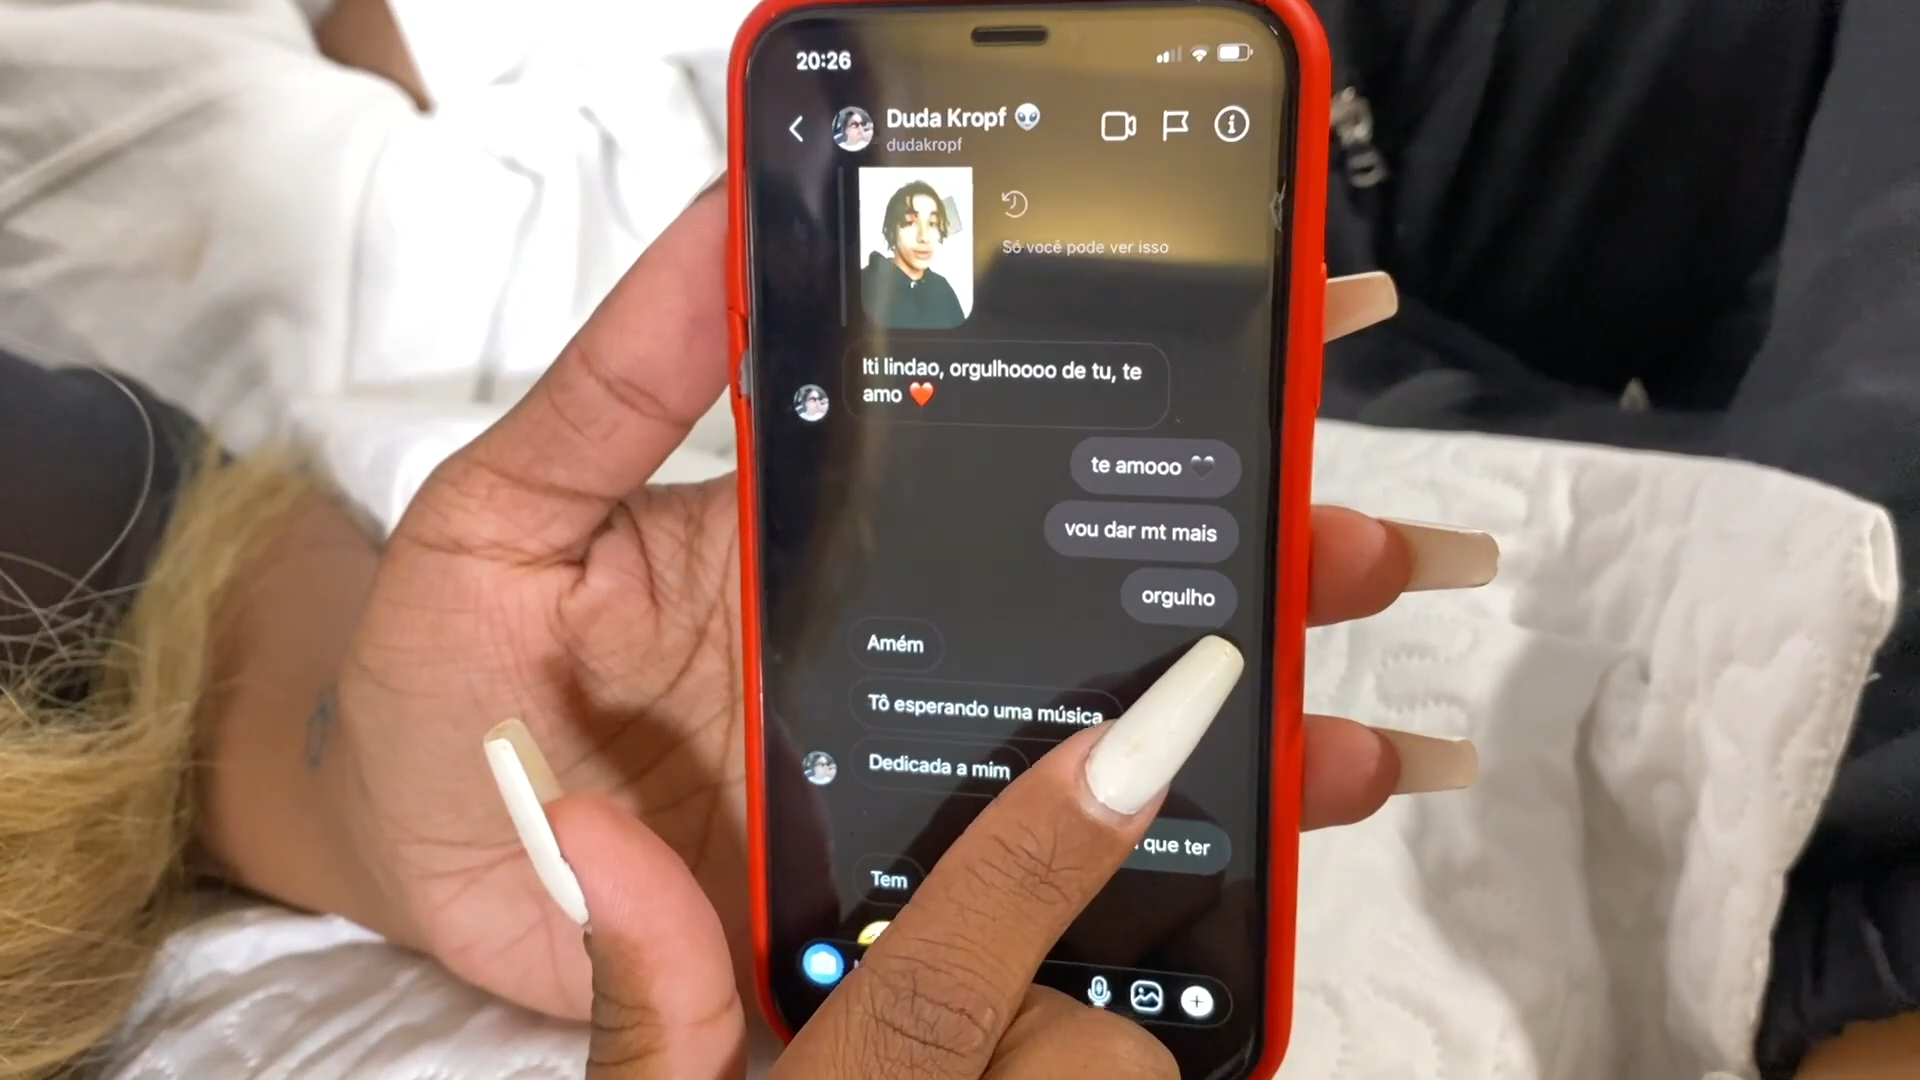 20:26
Duda Kropf 👽
dudakropf
Só você pode ver isso
Iti lindao, orgulhoooo de tu, te
amo ❤️
te amooo 🖤
vou dar mt mais
orgulho
Amém
Tô esperando uma música
Dedicada a mim
que ter
Tem